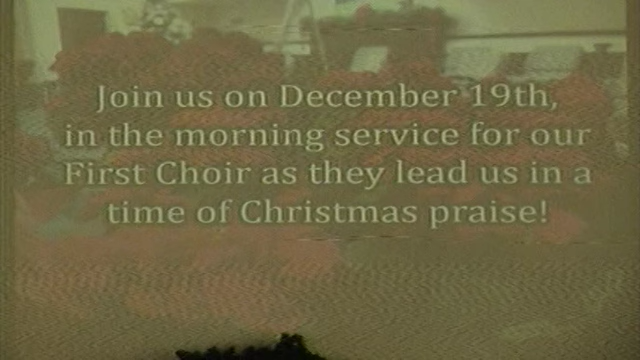 Join us on December 19th,
in the morning service for our
First Choir as they lead us in a
time of Christmas praise!